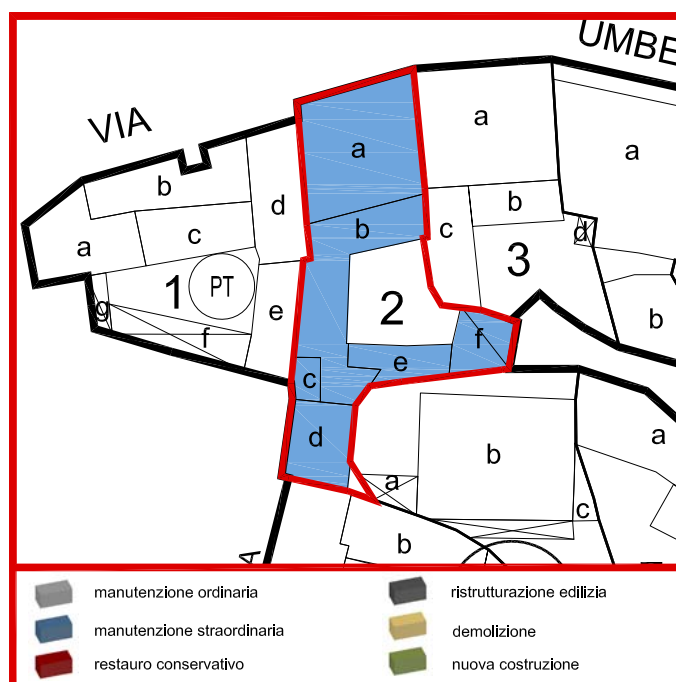 UMBE
VIA
a
a
a
b
d
b
b
c
c
d
a
3
1
PT
2
e
b
g
f
f
e
c
a
d
b
a
c
b
A
manutenzione ordinaria
ristrutturazione edilizia
manutenzione straordinaria
demolizione
restauro conservativo
nuova costruzione